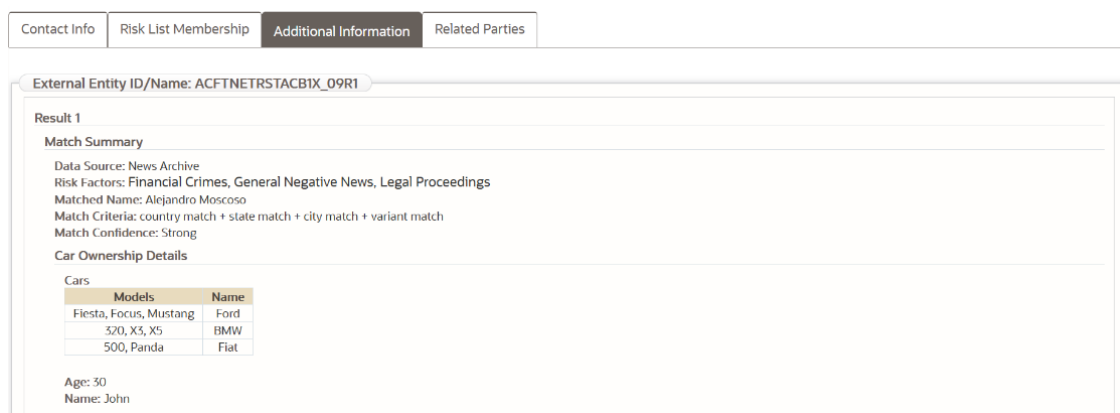 Contact Info Risk List Membership Additional Information Related Parties
External Entity ID/Name: ACFTNETRSTACB1X_09R1
Result 1
Match Summary
Data Source: News Archive
Risk Factors: Financial Crimes, General Negative News, Legal Proceedings
Matched Name: Alejandro Moscoso
Match Criteria: country match + state match + city match + variant match
Match Confidence: Strong
Car Ownership Details
Cars
Models Name
Fiesta, Focus, Mustang Ford
320, X3, X5 BMW
500, Panda Fiat
Age: 30
Name: John